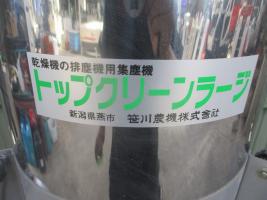 乾燥機の排塵機用集塵機
トップクリーンラージ
新潟県燕市 笹川農機株式会社